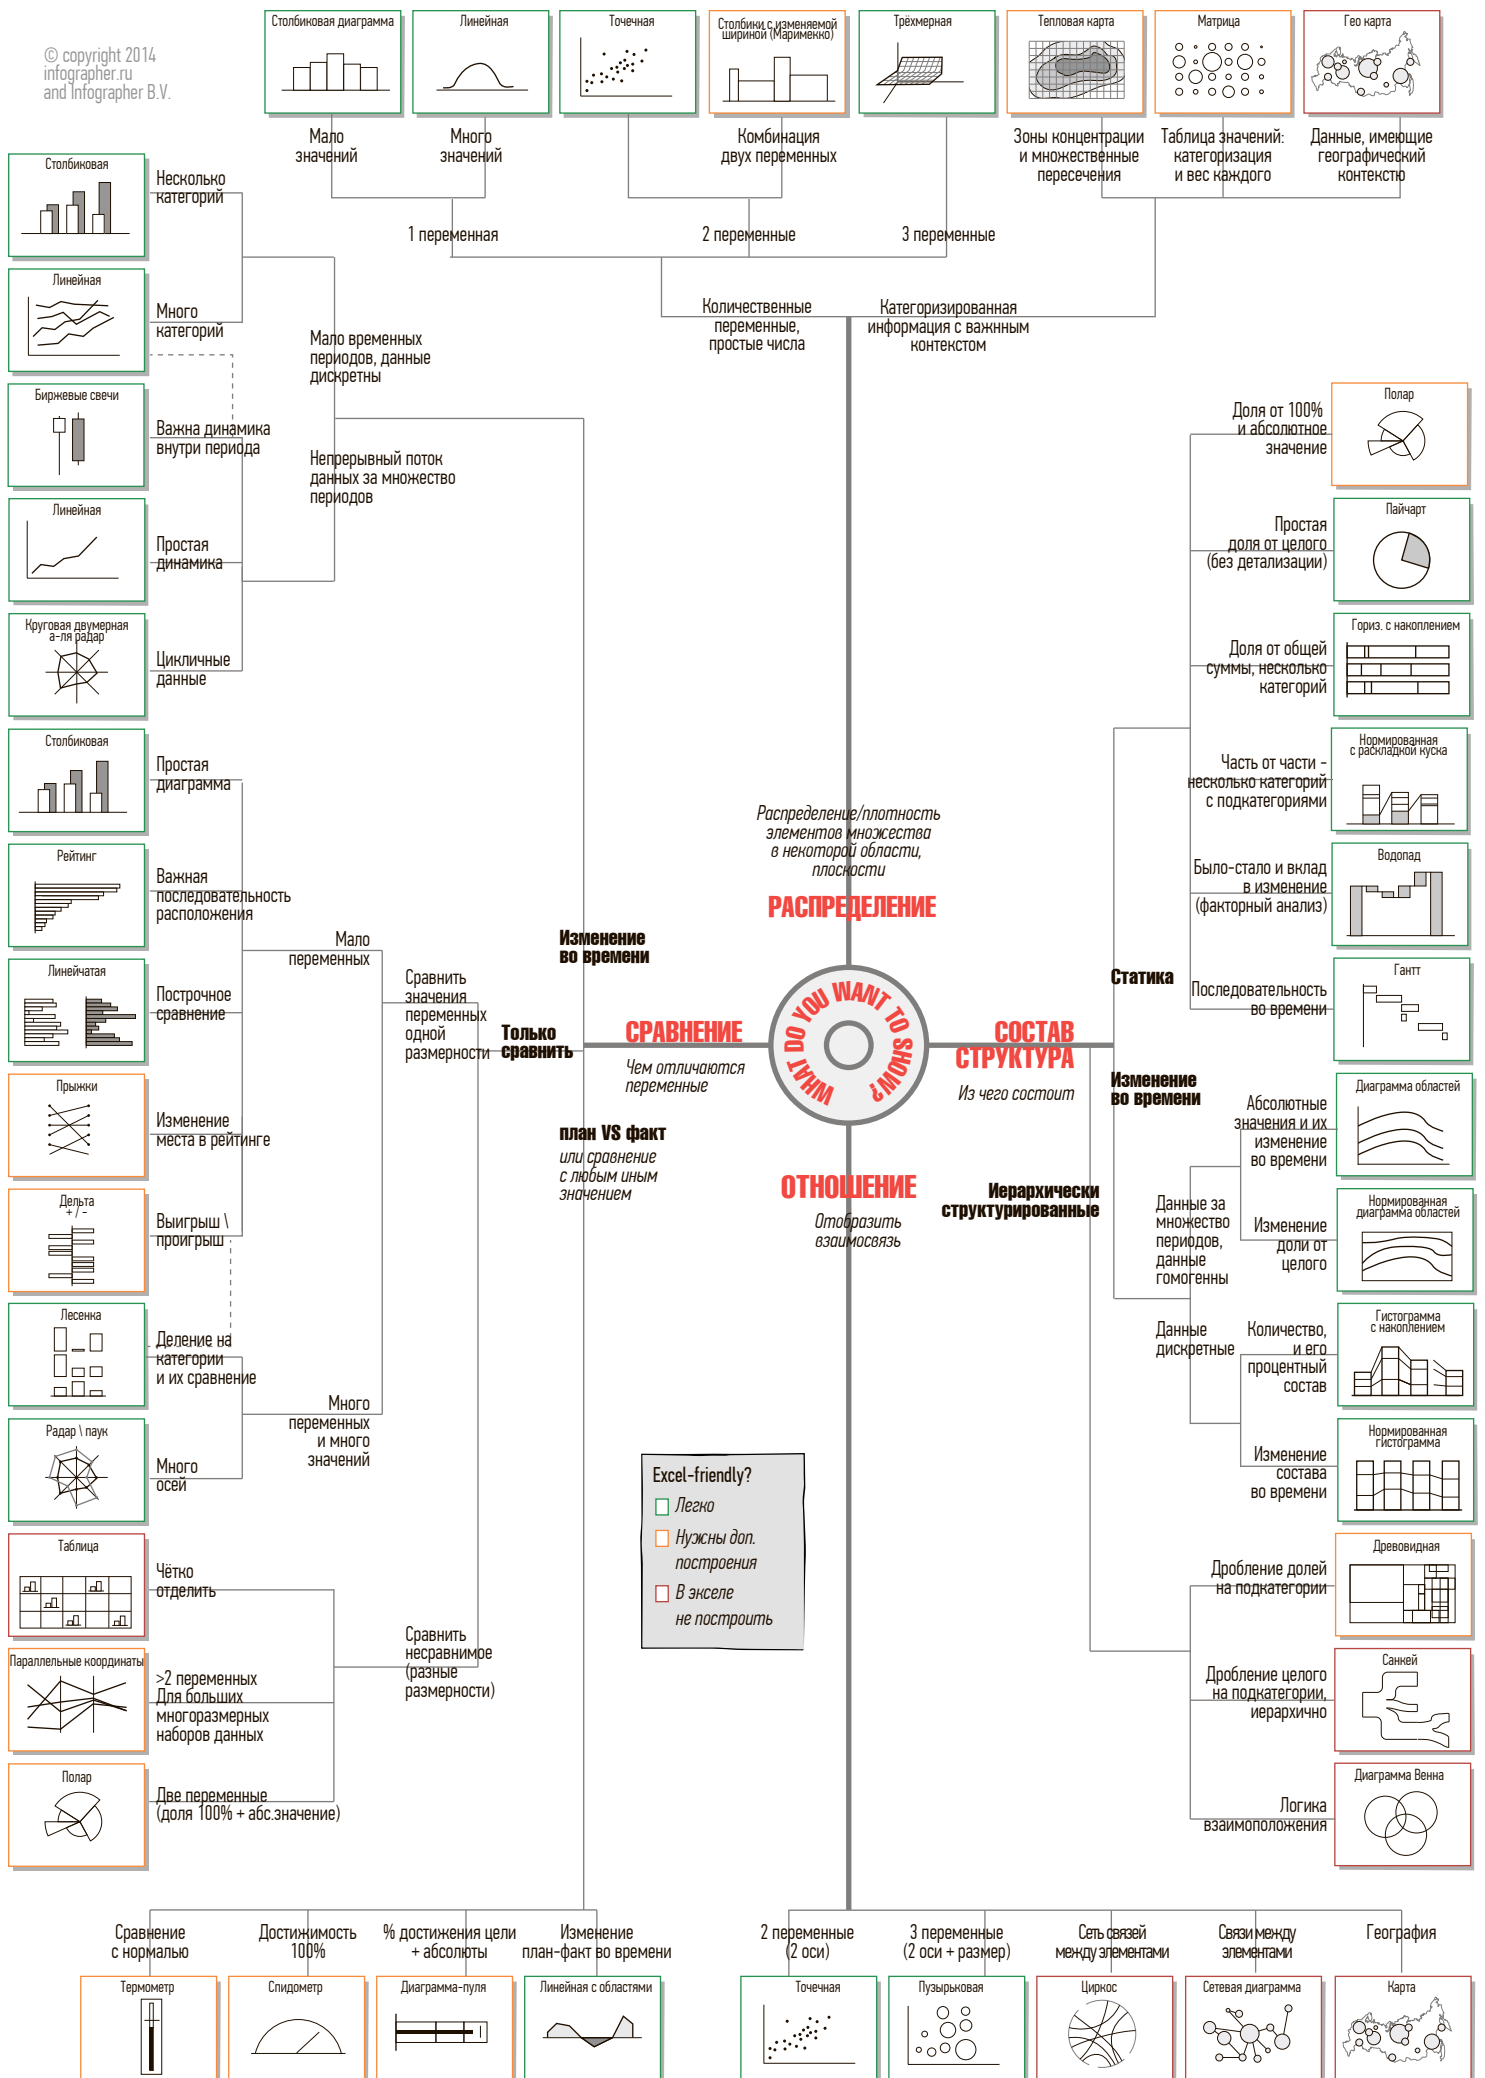 © copyright 2014
infographer.ru
and Infographer B.V.
Столбиковая диаграмма
Линейная
Точечная
Столбики с изменяемой
шириной (Маримекко)
Трёхмерная
Тепловая карта
Матрица
Гео карта
Мало
значений
Много
значений
Комбинация
двух переменных
Зоны концентрации
и множественные
пересечения
Таблица значений:
категоризация
и вес каждого
Данные, имеющие
географический
контекстю
1 переменная
2 переменные
3 переменные
Количественные
переменные,
простые числа
Категоризированная
информация с важнным
контекстом
Столбиковая
Несколько
категорий
Линейная
Много
категорий
Мало временных
периодов, данные
дискретны
Биржевые свечи
Важна динамика
внутри периода
Непрерывный поток
данных за множество
периодов
Линейная
Простая
динамика
Круговая двумерная
а-ля радар
Цикличные
данные
Столбиковая
Простая
диаграмма
Рейтинг
Важная
последовательность
расположения
Мало
переменных
Линейчатая
Построчное
сравнение
Сравнить
значения
переменных
одной
размерности
Прыжки
Изменение
места в рейтинге
Дельта
+ / -
Выигрыш \
проигрыш
Лесенка
Деление на
категории
и их сравнение
Много
переменных
и много
значений
Радар \ паук
Много
осей
Таблица
Чётко
отделить
Сравнить
несравнимое
(разные
размерности)
Параллельные координаты
>2 переменных
Для больших
многоразмерных
наборов данных
Полар
Две переменные
(доля 100% + абс.значение)
Изменение
во времени
Только
сравнить
план VS факт
или сравнение
с любым иным
значением
СРАВНЕНИЕ
Чем отличаются
переменные
Распределение/плотность
элементов множества
в некоторой области,
плоскости
РАСПРЕДЕЛЕНИЕ
WHAT DO YOU WANT TO SHOW?
СОСТАВ
СТРУКТУРА
Из чего состоит
ОТНОШЕНИЕ
Отобразить
взаимосвязь
Статика
Изменение
во времени
Иерархически
структурированные
Доля от 100%
и абсолютное
значение
Полар
Простая
доля от целого
(без детализации)
Пайчарт
Доля от общей
суммы, несколько
категорий
Гориз. с накоплением
Часть от части -
несколько категорий
с подкатегориями
Нормированная
с раскладкой куска
Было-стало и вклад
в изменение
(факторный анализ)
Водопад
Последовательность
во времени
Гантт
Абсолютные
значения и их
изменение
во времени
Диаграмма областей
Данные за
множество
периодов,
данные
гомогенны
Изменение
доли от
целого
Нормированная
диаграмма областей
Данные
дискретные
Количество,
и его
процентный
состав
Гистограмма
с накоплением
Изменение
состава
во времени
Нормированная
гистограмма
Дробление долей
на подкатегории
Древовидная
Дробление целого
на подкатегории,
иерархично
Санкей
Логика
взаимоположения
Диаграмма Венна
Excel-friendly?
Легко
Нужны доп.
построения
В экселе
не построить
Сравнение
с нормалью
Достижимость
100%
% достижения цели
+ абсолюты
Изменение
план-факт во времени
2 переменные
(2 оси)
3 переменные
(2 оси + размер)
Сеть связей
между элементами
Связи между
элементами
География
Термометр
Спидометр
Диаграмма-пуля
Линейная с областями
Точечная
Пузырьковая
Циркос
Сетевая диаграмма
Карта